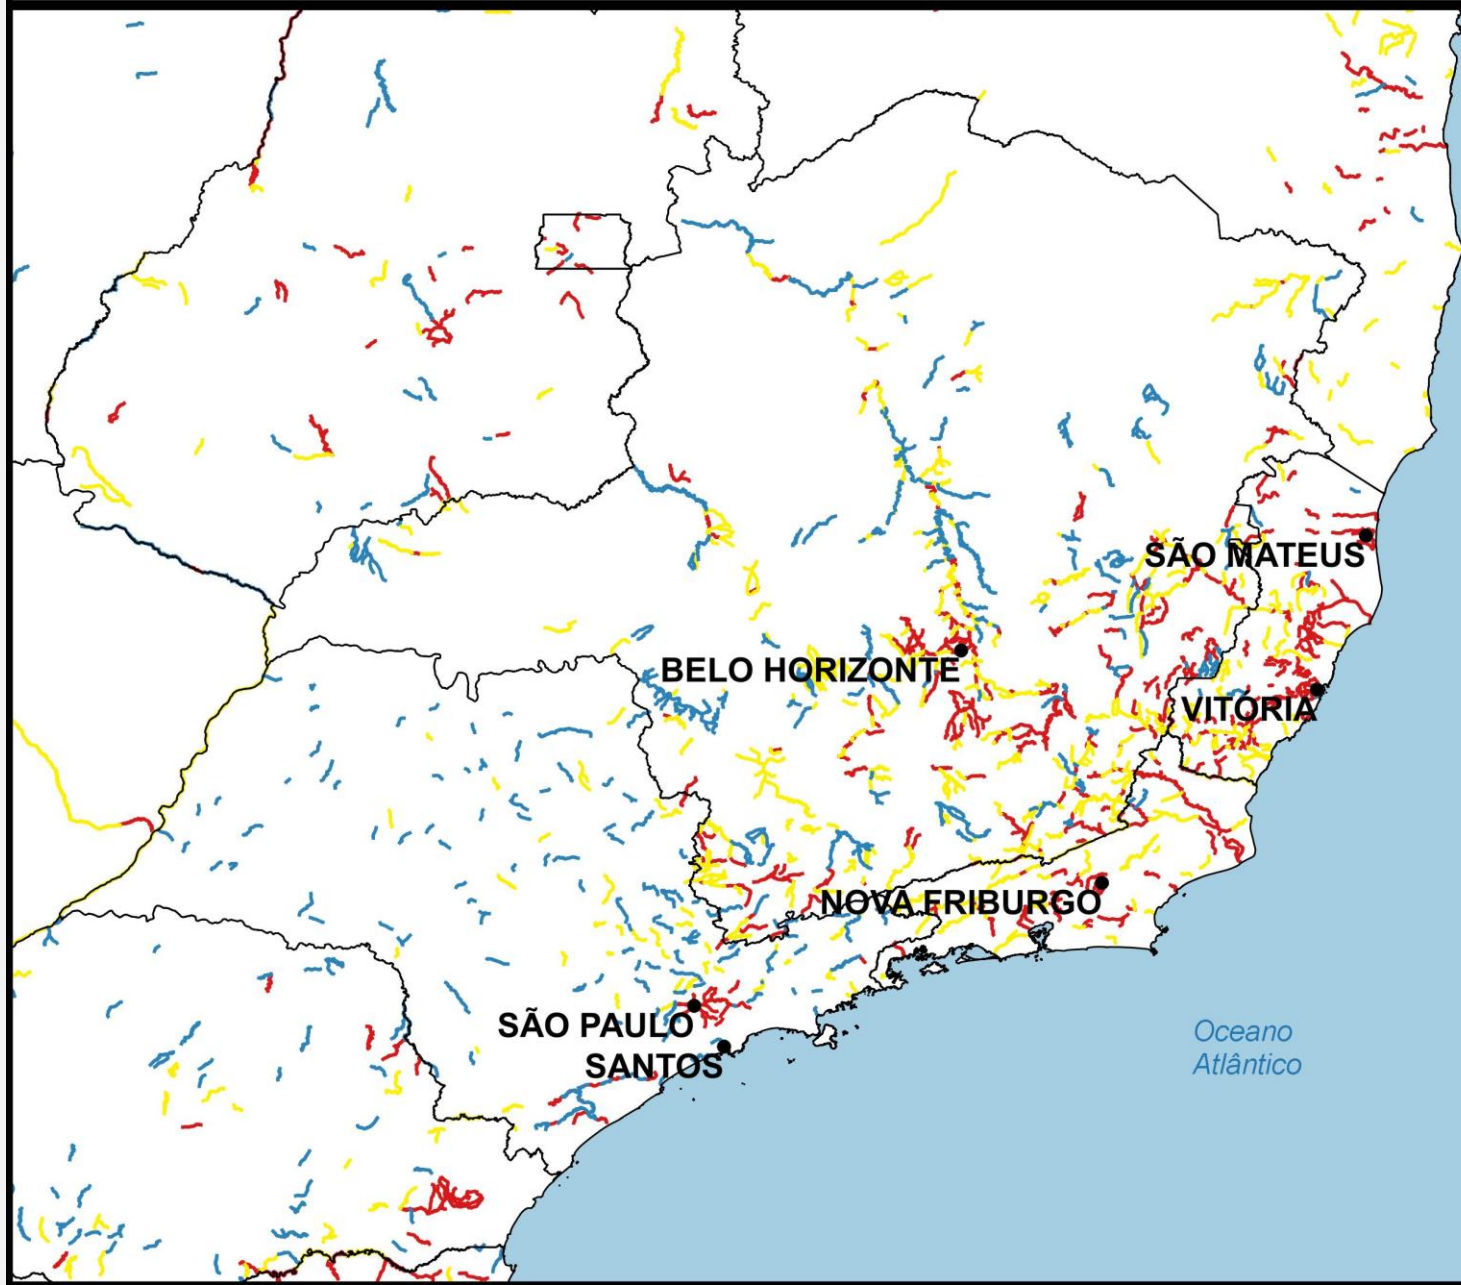 SÃO MATEUS
BELO HORIZONTE
VITÓRIA
NOVA FRIBURGO
SÃO PAULO
SANTOS
Oceano
Atlântico